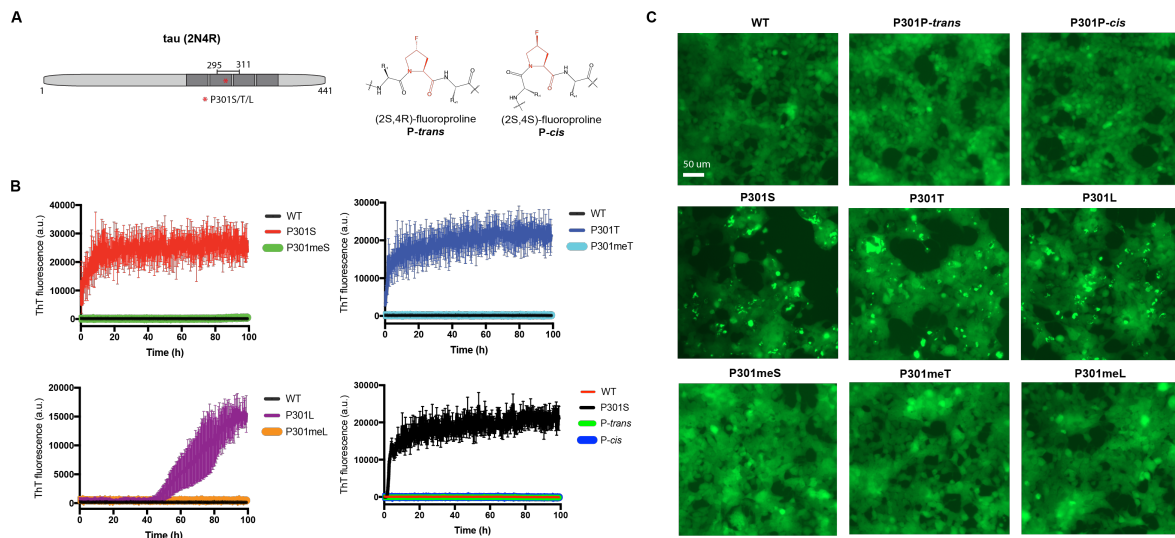 A
tau (2N4R)
295 311
1 441
* P301S/T/L
F
R
N
O
O
H
N
NH
(2S,4R)-fluoroproline
P-trans
F
O
N
O
H
N
O
NH
(2S,4S)-fluoroproline
P-cis
B
40000
30000
20000
10000
0
0 20 40 60 80 100
ThT fluorescence (a.u.)
Time (h)
WT
P301S
P301meS
30000
20000
10000
0
0 20 40 60 80 100
ThT fluorescence (a.u.)
Time (h)
WT
P301T
P301meT
20000
15000
10000
5000
0
0 20 40 60 80 100
ThT fluorescence (a.u.)
Time (h)
WT
P301L
P301meL
30000
20000
10000
0
0 20 40 60 80 100
ThT fluorescence (a.u.)
Time (h)
WT
P301S
P-trans
P-cis
C
WT P301P-trans P301P-cis
50 um
P301S P301T P301L
P301meS P301meT P301meL